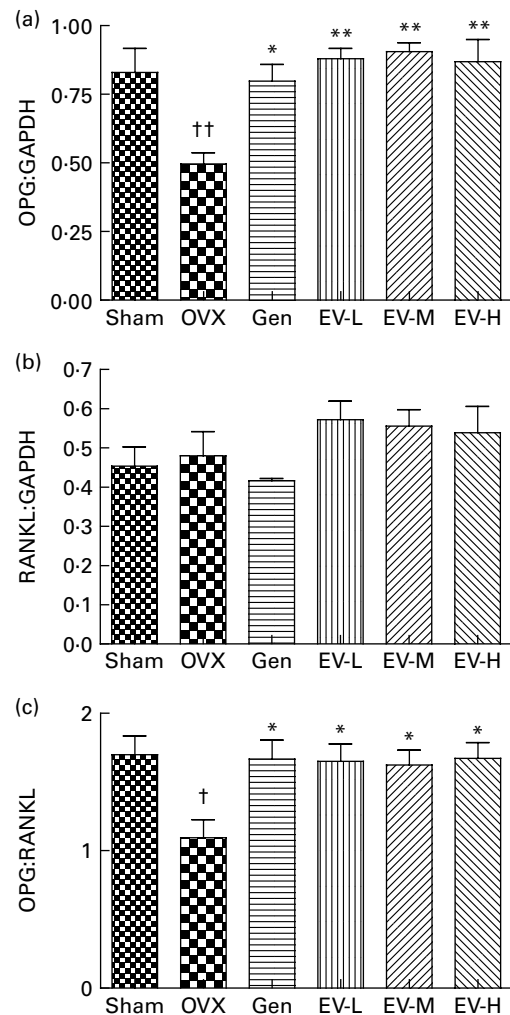 (a)
1·00
0·75
0·50
0·25
0·00
OPG:GAPDH
††
*
**
**
**
Sham OVX Gen EV-L EV-M EV-H
(b)
0·7
0·6
0·5
0·4
0·3
0·2
0·1
0·0
RANKL:GAPDH
Sham OVX Gen EV-L EV-M EV-H
(c)
2
1
0
OPG:RANKL
†
*
*
*
*
Sham OVX Gen EV-L EV-M EV-H